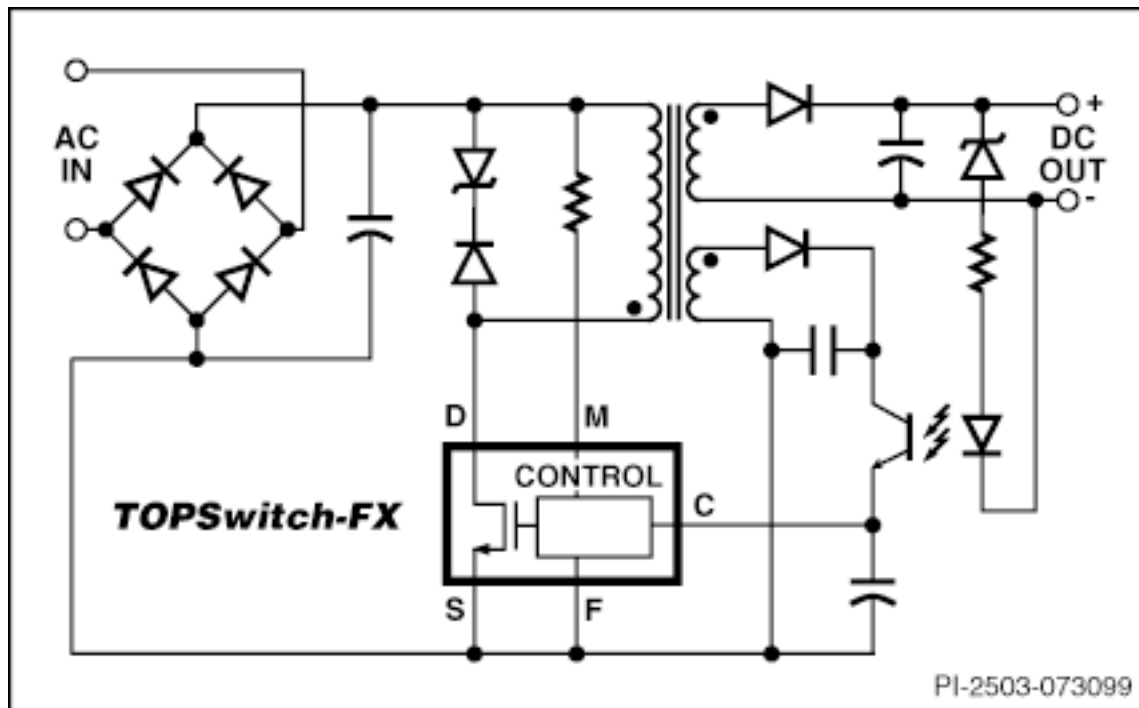 AC
IN
+
DC
OUT
-
D
M
CONTROL
C
TOPSwitch-FX
S
F
PI-2503-073099